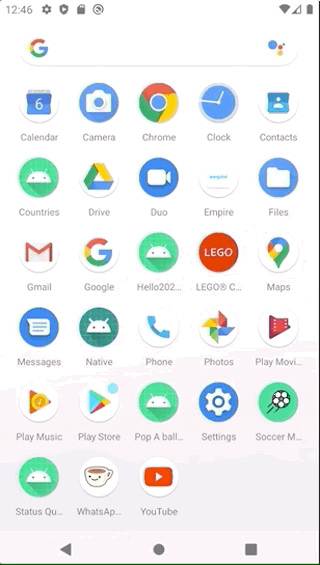 12:46
Calendar
Camera
Chrome
Clock
Contacts
Countries
Drive
Duo
Empire
Files
Gmail
Google
Hello202...
LEGO
LEGO® C...
Maps
Messages
Native
Phone
Photos
Play Movi...
Play Music
Play Store
Pop A ball...
Settings
Soccer M...
Status Qu...
WhatsAp...
YouTube